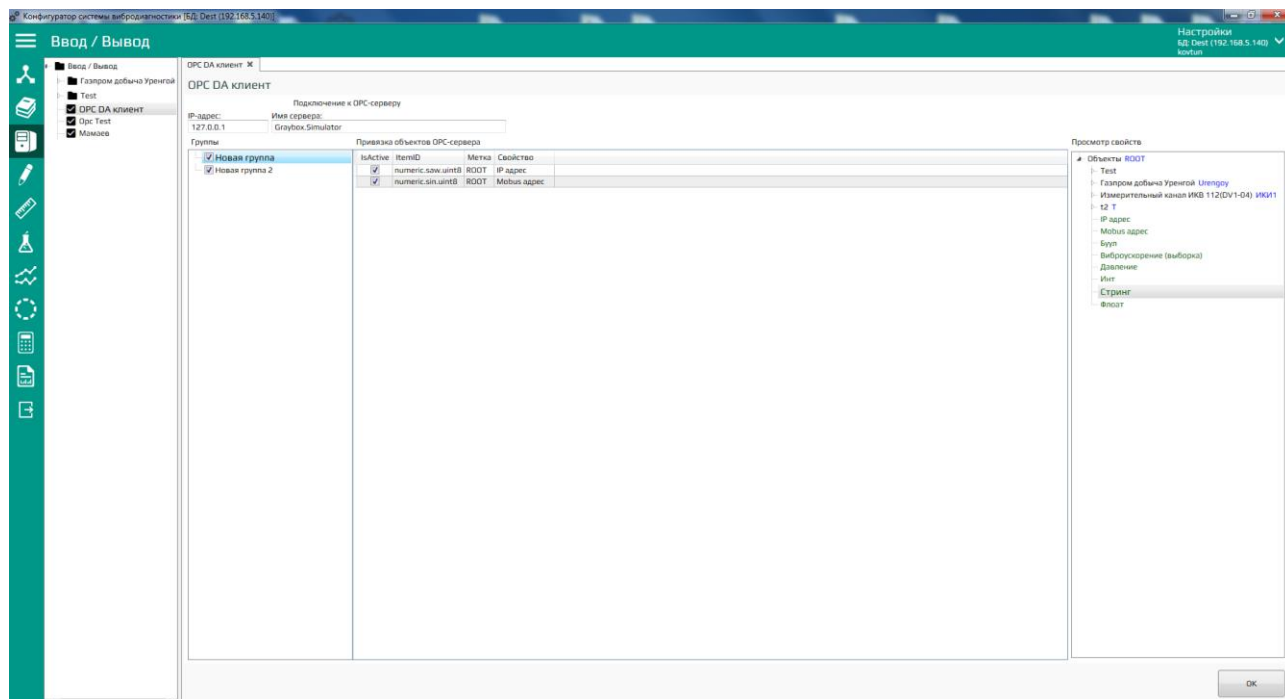 Конфигуратор системы вибродиагностики [БД: Dest (192.168.5.140)]
Ввод / Вывод
Настройки
БД: Dest (192.168.5.140)
kovtun
Ввод / Вывод
Газпром добыча Уренгой
Test
OPC DA клиент
Opc Test
Мамаев
OPC DA клиент
OPC DA клиент
Подключение к OPC-серверу
IP-адрес: Имя сервера:
127.0.0.1 Graybox.Simulator
Группы
Новая группа
Новая группа 2
Привязка объектов OPC-сервера
IsActive ItemID Метка Свойство
numeric.saw.uint8 ROOT IP адрес
numeric.sin.uint8 ROOT Mobus адрес
Просмотр свойств
Объекты ROOT
Test
Газпром добыча Уренгой Urengoy
Измерительный канал ИКВ 112(DV1-04) ИКИ1
t2 T
IP адрес
Mobus адрес
Буул
Виброускорение (выборка)
Давление
Инт
Стринг
Флоат
OK